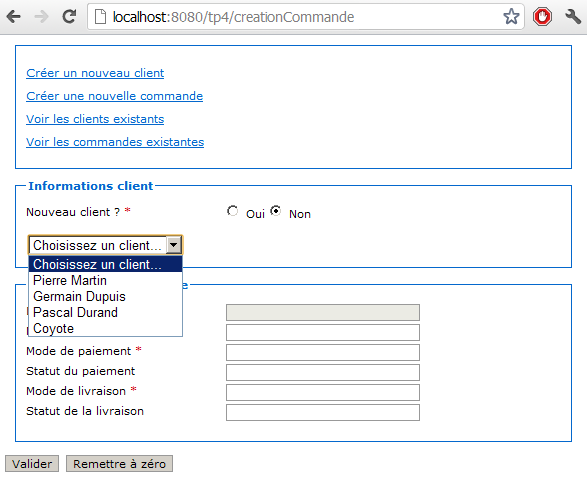 localhost:8080/tp4/creationCommande
Créer un nouveau client
Créer une nouvelle commande
Voir les clients existants
Voir les commandes existantes
Informations client
Nouveau client ? * Oui Non
Choisissez un client...
Choisissez un client...
Pierre Martin
Germain Dupuis
Pascal Durand
Coyote
Mode de paiement *
Statut du paiement
Mode de livraison *
Statut de la livraison
Valider Remettre à zéro